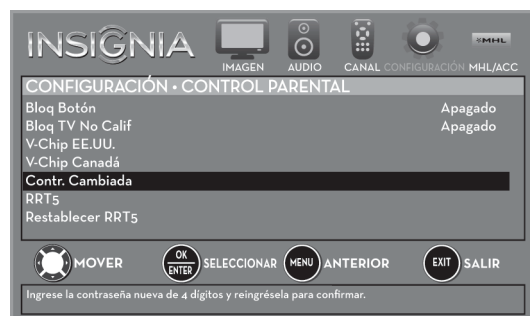 INSIGNIA
IMAGEN AUDIO CANAL CONFIGURACIÓN MHL/ACC
MHL
CONFIGURACIÓN • CONTROL PARENTAL
Bloq Botón Apagado
Bloq TV No Calif Apagado
V-Chip EE.UU.
V-Chip Canadá
Contr. Cambiada
RRT5
Restablecer RRT5
MOVER OK ENTER SELECCIONAR MENU ANTERIOR EXIT SALIR
Ingrese la contraseña nueva de 4 dígitos y reingrésela para confirmar.